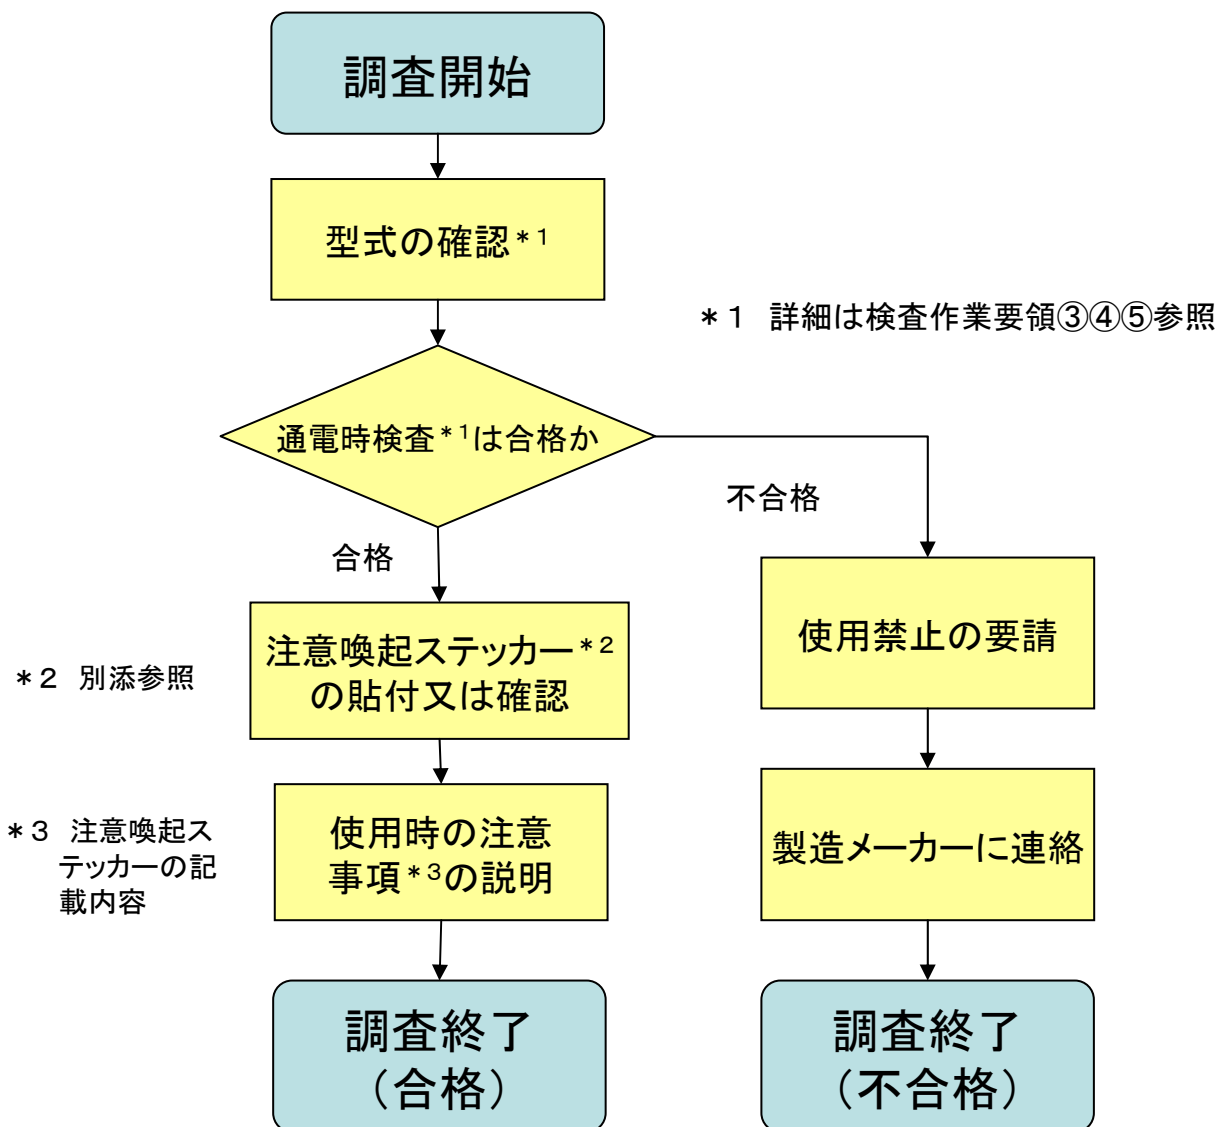 調査開始
型式の確認*1
*1 詳細は検査作業要領③④⑤参照
通電時検査*1は合格か
不合格
合格
注意喚起ステッカー*2
の貼付又は確認
*2 別添参照
使用禁止の要請
使用時の注意
事項*3の説明
*3 注意喚起ス
テッカーの記
載内容
製造メーカーに連絡
調査終了
(合格)
調査終了
(不合格)